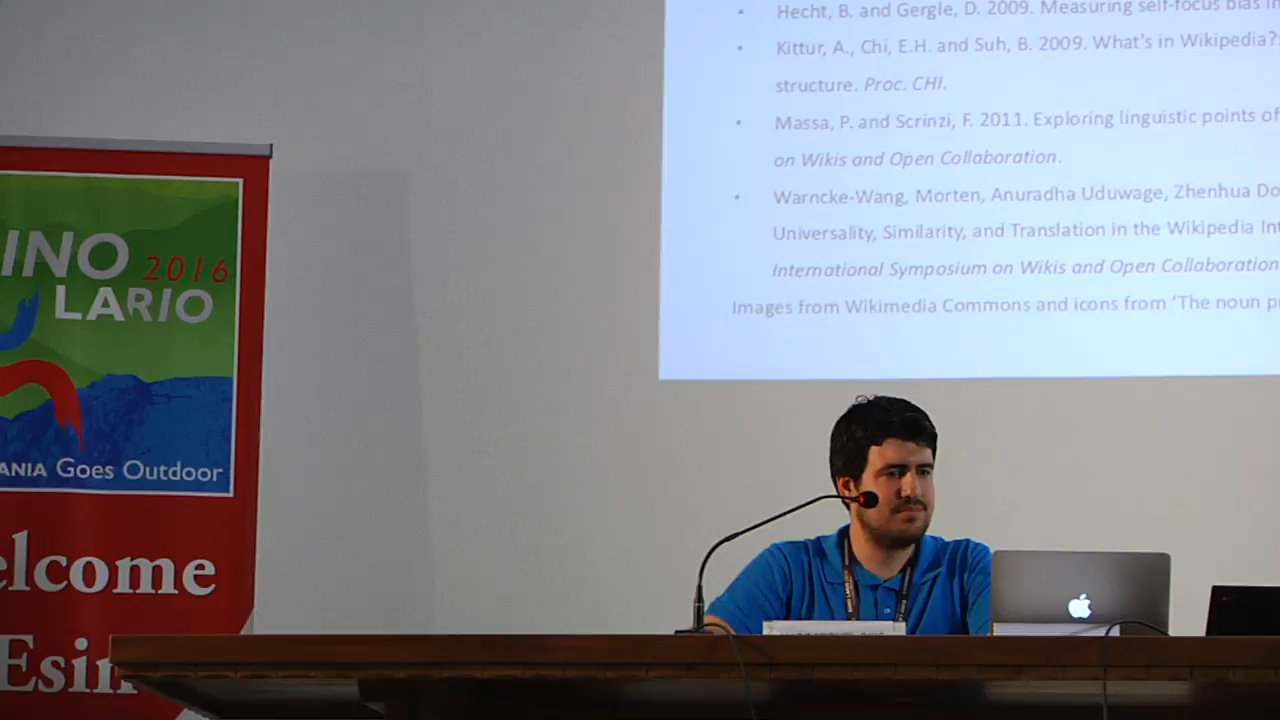 INO
2016
LARIO
ANIA Goes Outdoor
elcome
Esin
• Hecht, B. and Gergle, D. 2009. Measuring self-focus bias in
• Kittur, A., Chi, E.H. and Suh, B. 2009. What's in Wikipedia?:
structure. Proc. CHI.
• Massa, P. and Scrinzi, F. 2011. Exploring linguistic points of
on Wikis and Open Collaboration.
• Warncke-Wang, Morten, Anuradha Uduwage, Zhenhua Do
Universality, Similarity, and Translation in the Wikipedia Int
International Symposium on Wikis and Open Collaboration
Images from Wikimedia Commons and icons from ‘The noun p